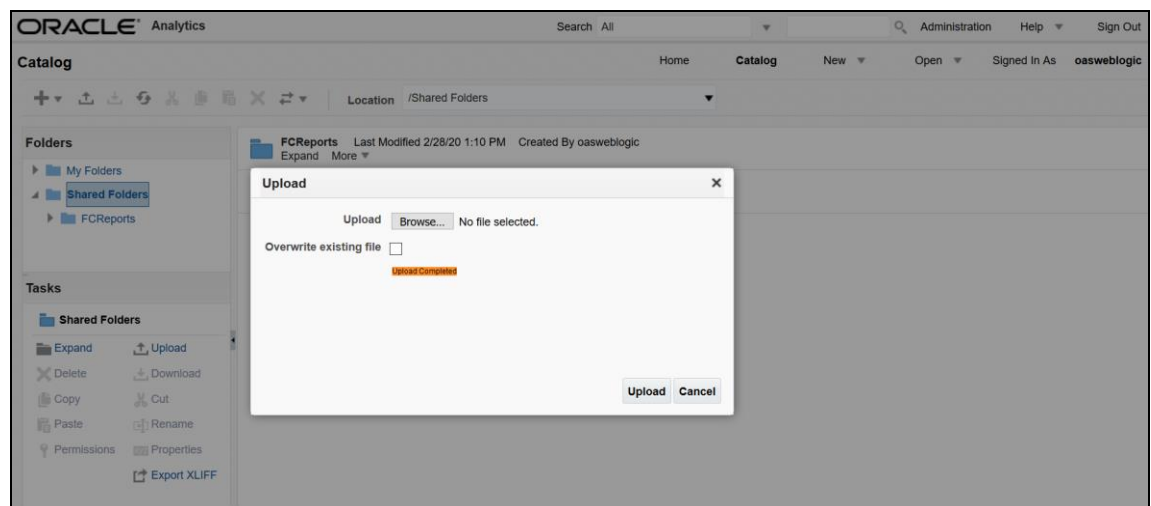 ORACLE Analytics Search All Administration Help Sign Out
Catalog Home Catalog New Open Signed In As oasweblogic
Location /Shared Folders
Folders
My Folders
Shared Folders
FCReports
FCReports Last Modified 2/28/20 1:10 PM Created By oasweblogic
Expand More
Upload
Upload Browse... No file selected.
Overwrite existing file
Upload Completed
Upload Cancel
Tasks
Shared Folders
Expand Upload
Delete Download
Copy Cut
Paste Rename
Permissions Properties
Export XLIFF